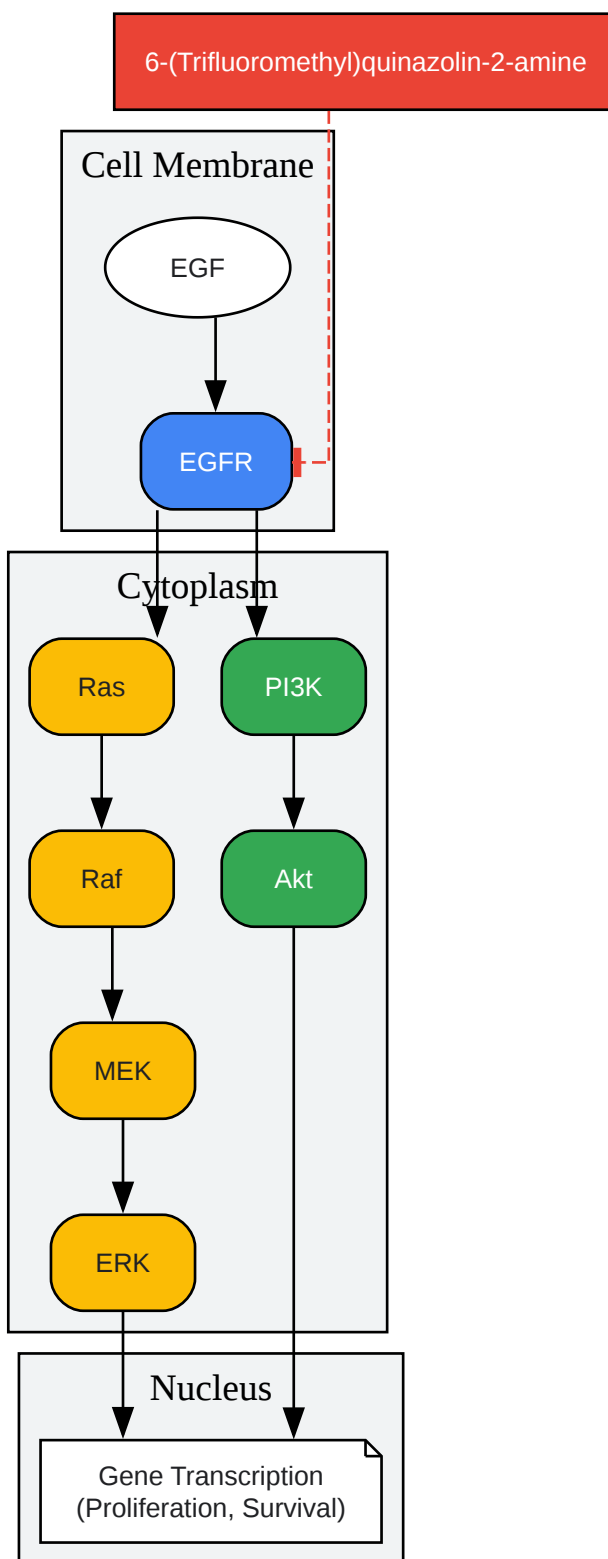 6-(Trifluoromethyl)quinazolin-2-amine
Cell Membrane
EGF
EGFR
Cytoplasm
Ras
PI3K
Raf
Akt
MEK
ERK
Nucleus
Gene Transcription
(Proliferation, Survival)